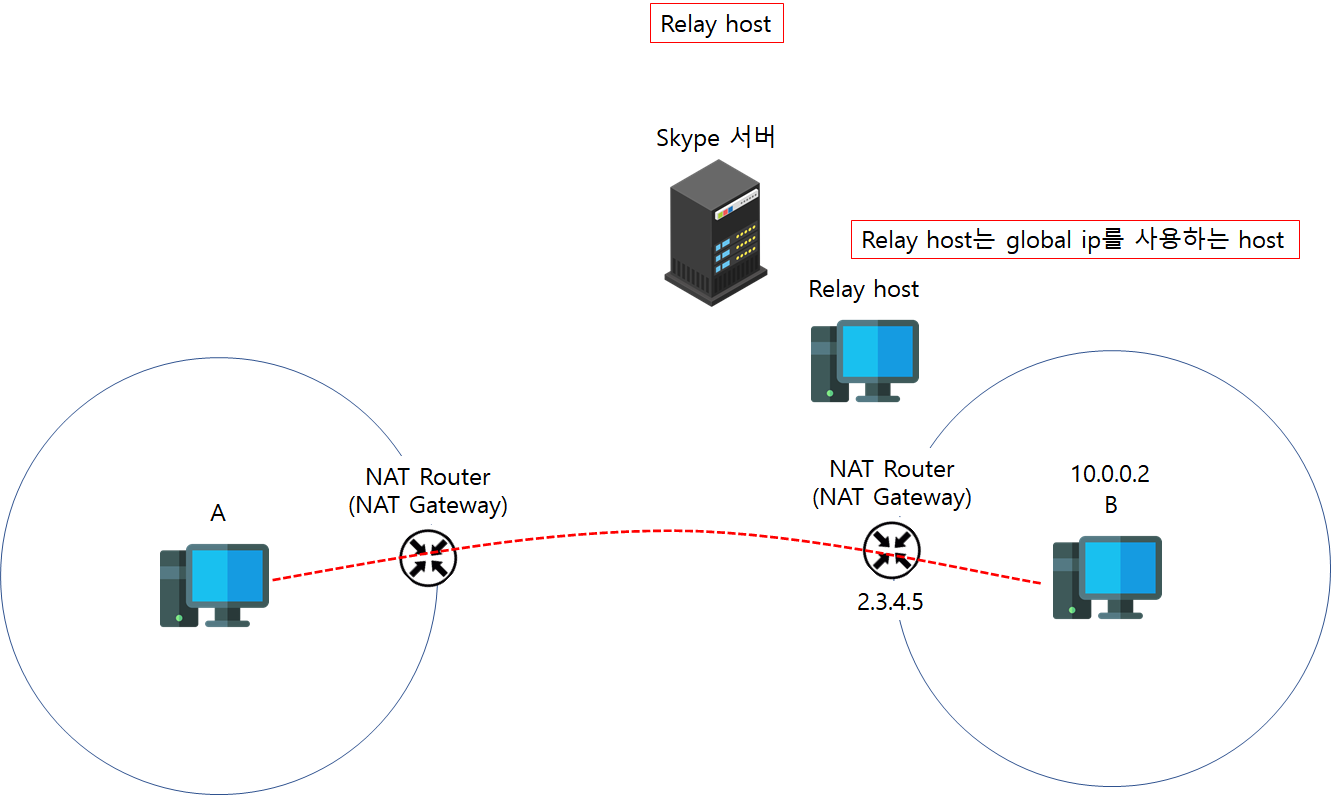 Relay host
Skype 서버
Relay host는 global ip를 사용하는 host
Relay host
NAT Router
(NAT Gateway)
A
NAT Router
(NAT Gateway)
2.3.4.5
10.0.0.2
B